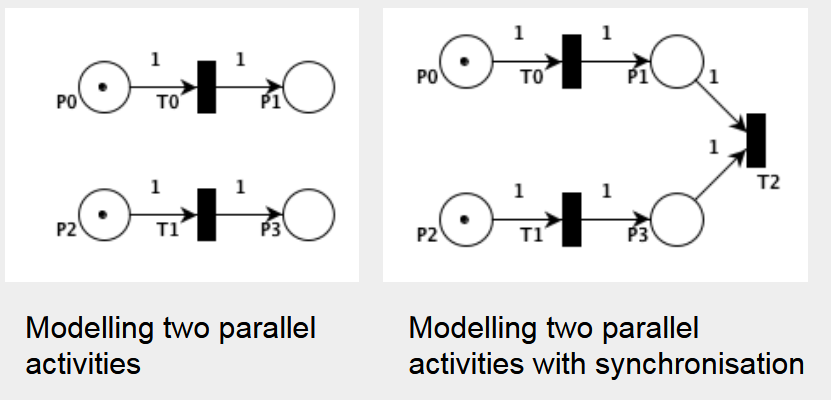 1 1
P0 T0 P1
1 1
P2 T1 P3
Modelling two parallel
activities
1 1
P0 T0 P1 1
1
T2
1 1
P2 T1 P3
Modelling two parallel
activities with synchronisation